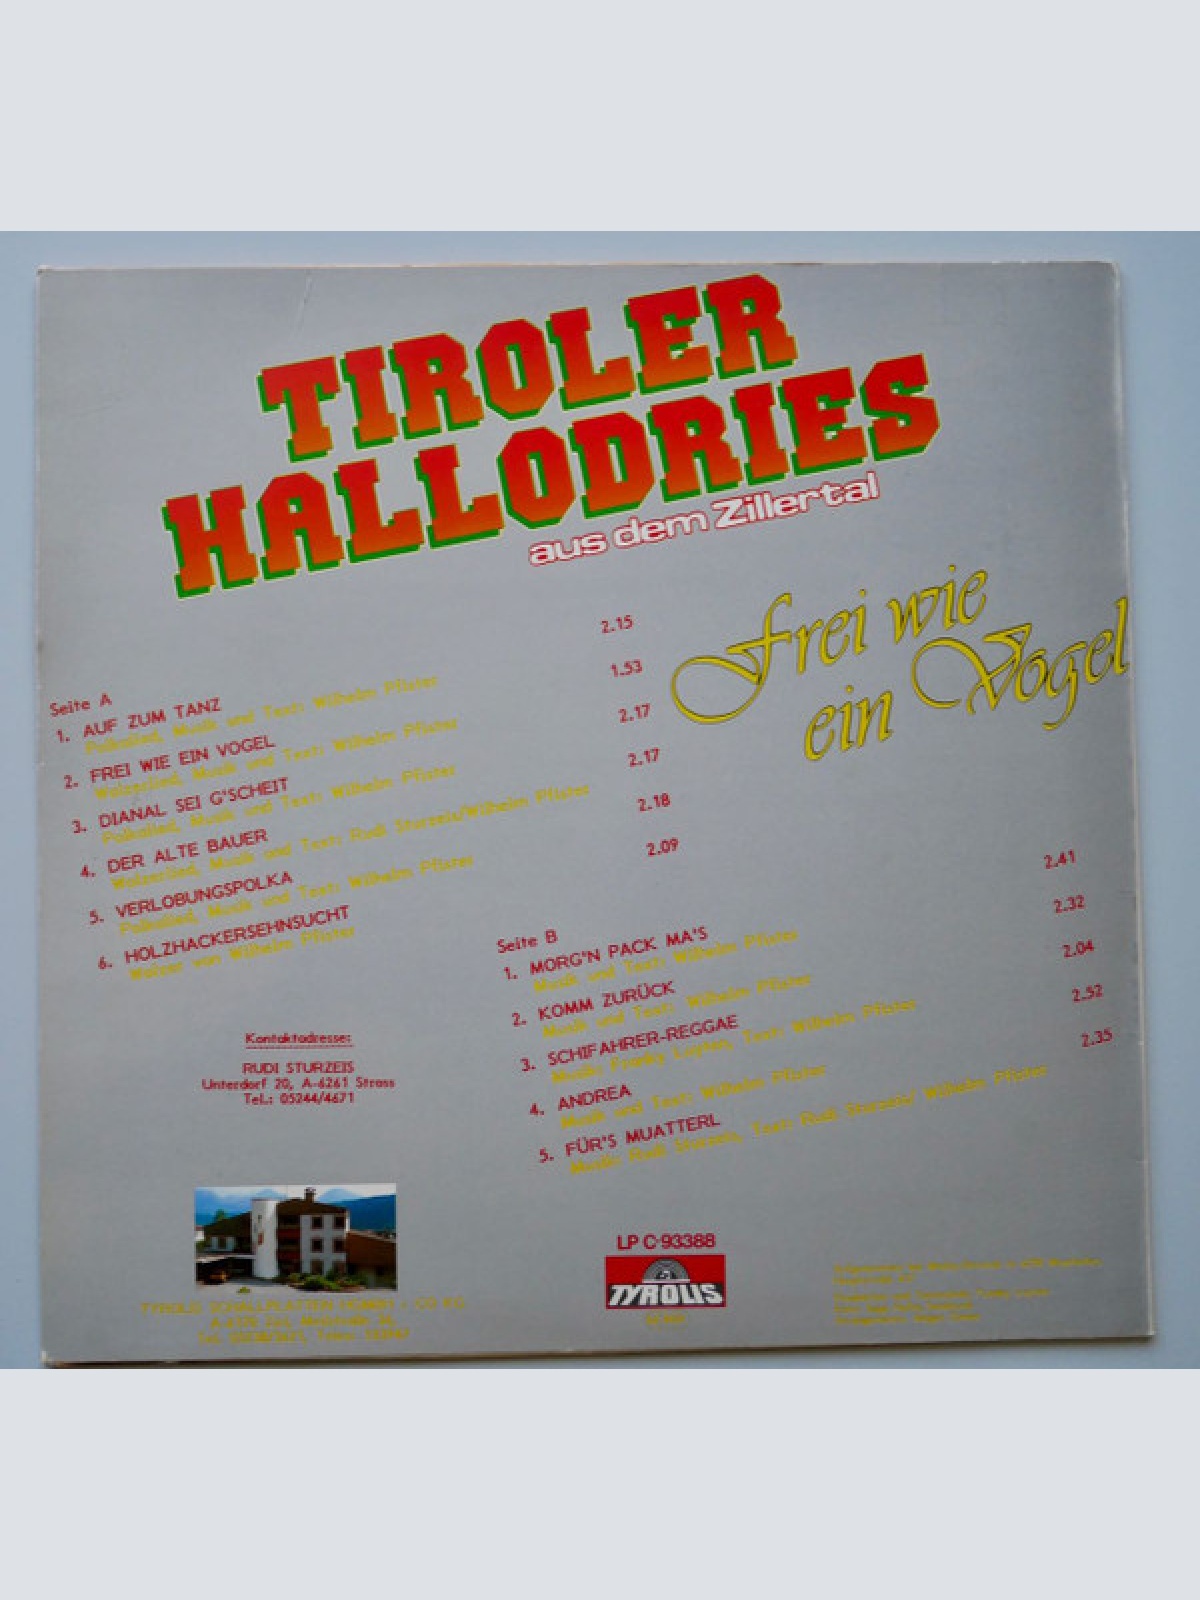 TIROLER
HALLODRIES
aus dem Zillertal
Frei wie
ein Vogel
Seite A
1. AUF ZUM TANZ 2.15
Polkalied, Musik und Text: Wilhelm Pfister
2. FREI WIE EIN VOGEL 1.53
Walzerlied, Musik und Text: Wilhelm Pfister
3. DIANAL SEI G'SCHEIT 2.17
Polkalied, Musik und Text: Wilhelm Pfister
4. DER ALTE BAUER 2.17
Walzerlied, Musik und Text: Rudi Sturzeis/Wilhelm Pfister
5. VERLOBUNGSPOLKA 2.18
Polkalied, Musik und Text: Wilhelm Pfister
6. HOLZHACKERSEHNSUCHT 2.09
Walzer von Wilhelm Pfister
Seite B
1. MORG'N PACK MA'S 2.41
Musik und Text: Wilhelm Pfister
2. KOMM ZURÜCK 2.32
Musik und Text: Wilhelm Pfister
3. SCHIFAHRER-REGGAE 2.04
Musik: Franky Leyton, Text: Wilhelm Pfister
4. ANDREA 2.52
Musik und Text: Wilhelm Pfister
5. FÜR'S MUATTERL 2.35
Musik: Rudi Sturzeis, Text: Rudi Sturzeis/ Wilhelm Pfister
Kontaktadresse:
RUDI STURZEIS
Unterdorf 20, A-6261 Strass
Tel.: 05244/4671
TYROLIS SCHALLPLATTEN
LP C-93388
TYROLIS